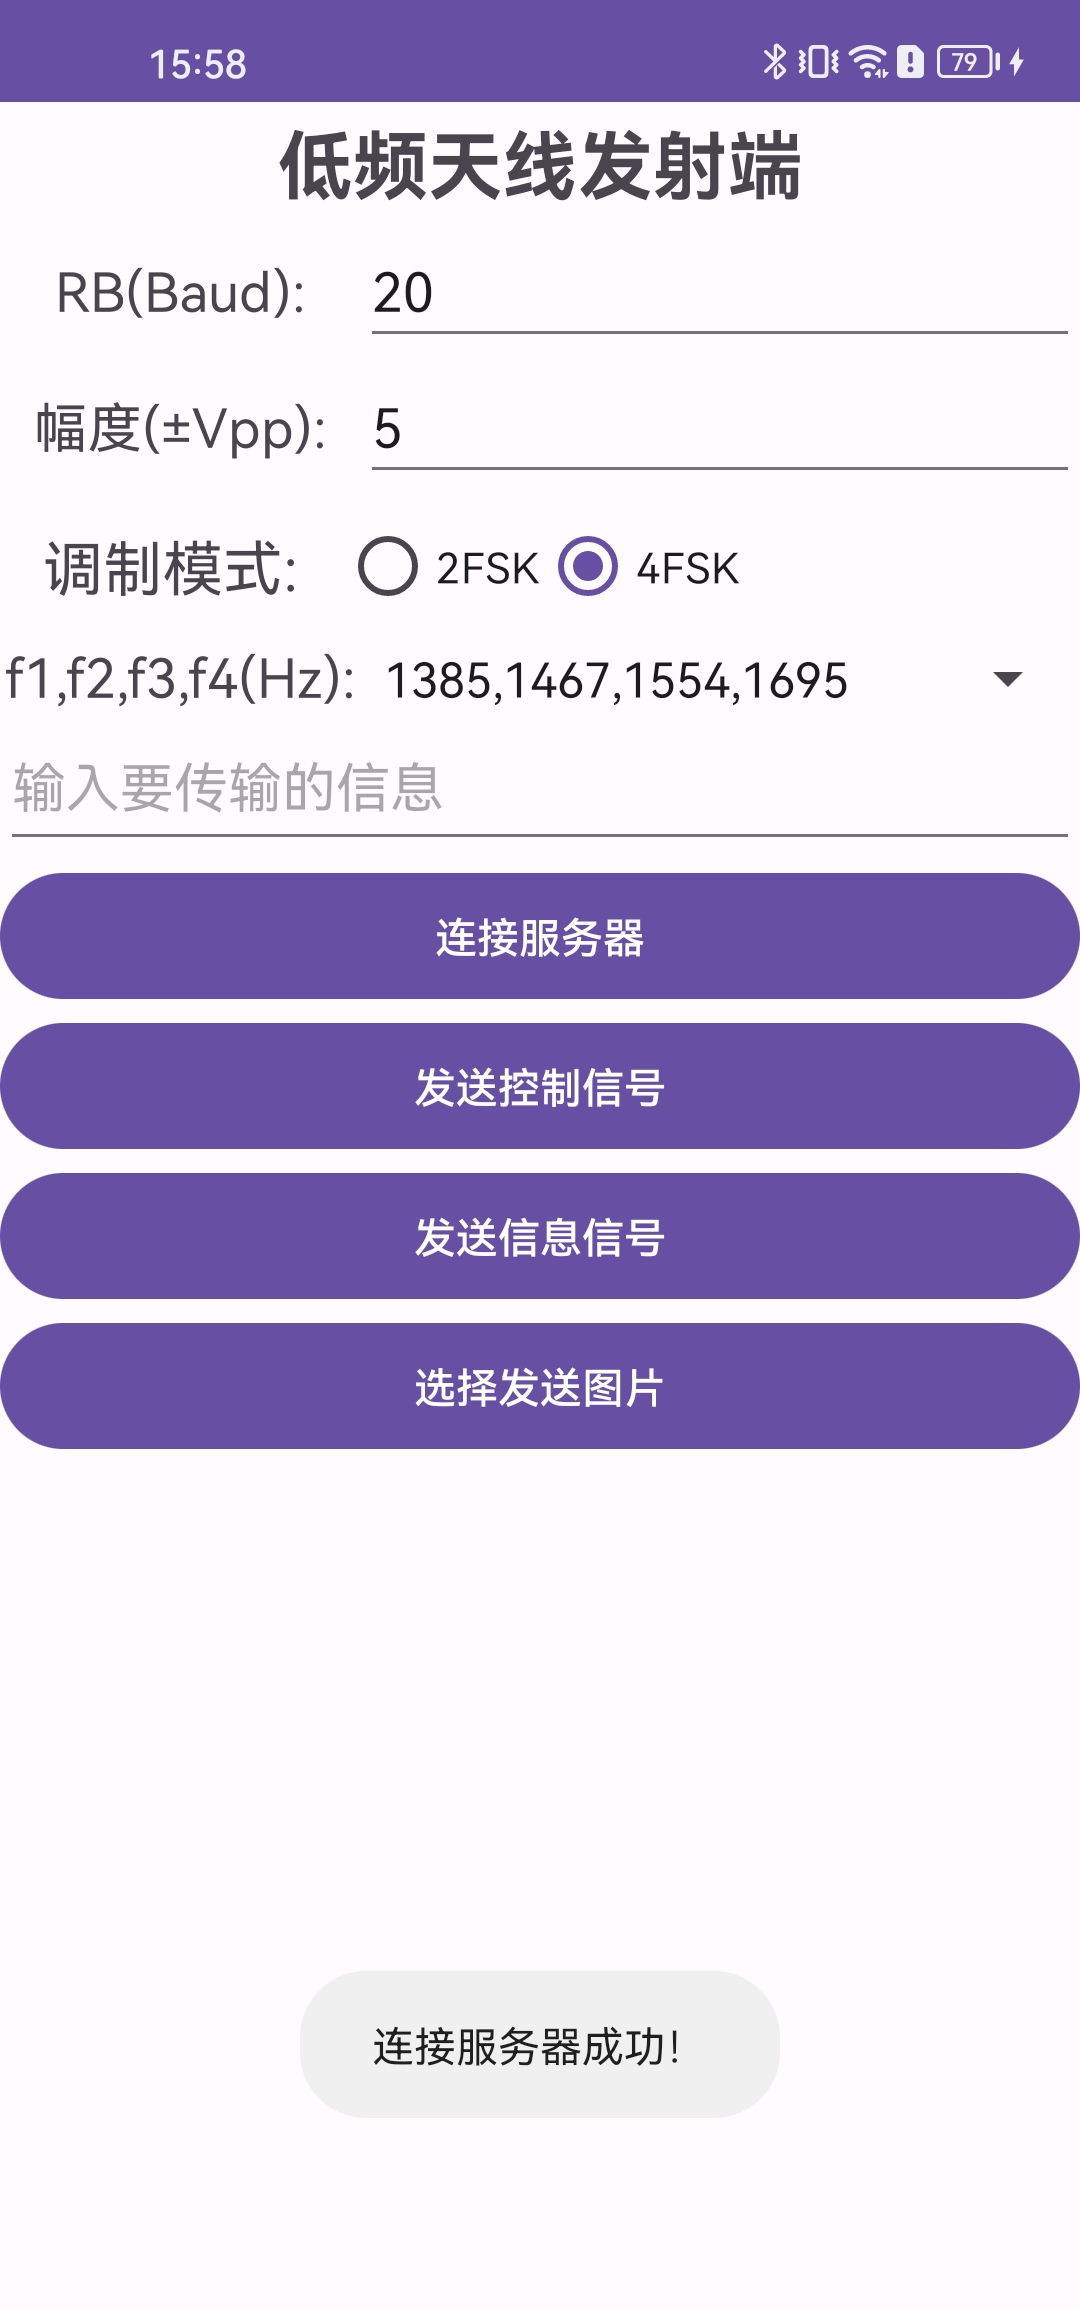 15:58 79
低频天线发射端
RB(Baud): 20
幅度(±Vpp): 5
调制模式: 2FSK 4FSK
f1,f2,f3,f4(Hz): 1385,1467,1554,1695
输入要传输的信息
连接服务器
发送控制信号
发送信息信号
选择发送图片
连接服务器成功!